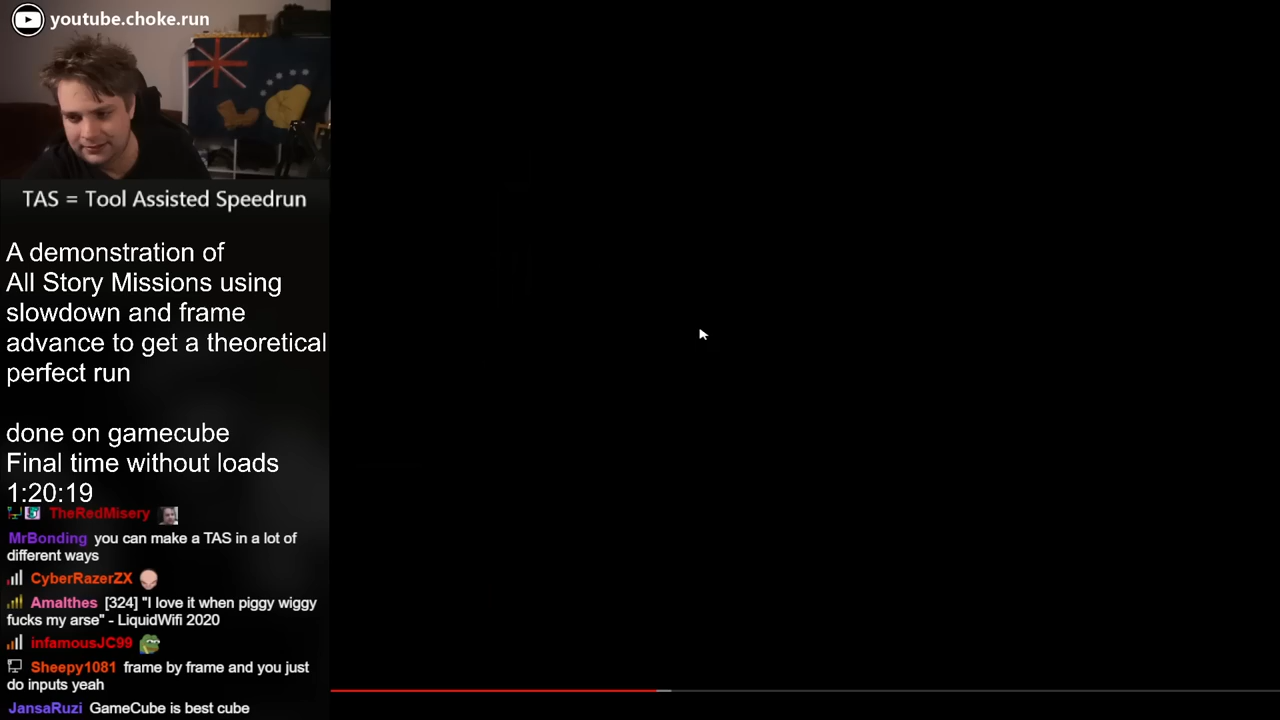 youtube.choke.run
TAS = Tool Assisted Speedrun
A demonstration of
All Story Missions using
slowdown and frame
advance to get a theoretical
perfect run
done on gamecube
Final time without loads
1:20:19
TheRedMisery
MrBonding you can make a TAS in a lot of
different ways
CyberRazerZX
Amalthes [324] "I love it when piggy wiggy
fucks my arse" - LiquidWifi 2020
infamousJC99
Sheepy1081 frame by frame and you just
do inputs yeah
JansaRuzi GameCube is best cube